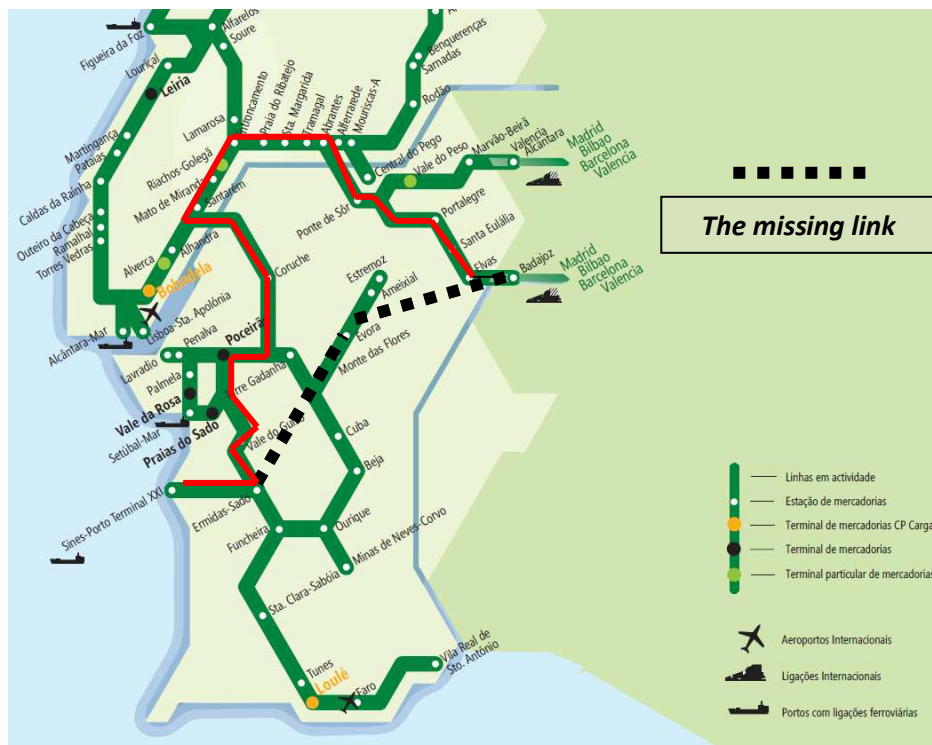 Figueira da Foz
Alfarelos
Soure
Louriçal
Leiria
Martingança
Pataias
Caldas da Rainha
Outeiro da Cabeça
Ramalhal
Torres Vedras
Lamarosa
Entroncamento
Praia do Ribatejo
Sta. Margarida
Tramagal
Abrantes
Alferrarede
Mouriscas-A
Benquerenças
Sarnadas
Rodão
Riachos-Golegã
Mato de Miranda
Santarém
Central do Pego
Vale do Peso
Marvão-Beirã
Valencia
Alcántara
Madrid
Bilbao
Barcelona
Valencia
Ponte de Sôr
Portalegre
Santa Eulália
Elvas
Badajoz
Madrid
Bilbao
Barcelona
Valencia
The missing link
Alverca
Alhandra
Bobadela
Coruche
Estremoz
Ameixial
Alcântara-Mar
Lisboa-Sta. Apolónia
Lavradio
Penalva
Poceirão
Palmela
Torre Gadanha
Evora
Monte das Flores
Vale da Rosa
Setúbal-Mar
Praias do Sado
Vale do Guizo
Cuba
Beja
Sines-Porto Terminal XXI
Ermidas-Sado
Funcheira
Ourique
Minas de Neves-Corvo
Sta. Clara-Sabóia
Tunes
Loulé
Faro
Vila Real de
Sto. António
Linhas em actividade
Estação de mercadorias
Terminal de mercadorias CP Carga
Terminal de mercadorias
Terminal particular de mercadorias
Aeroportos Internacionais
Ligações Internacionais
Portos com ligações ferroviárias